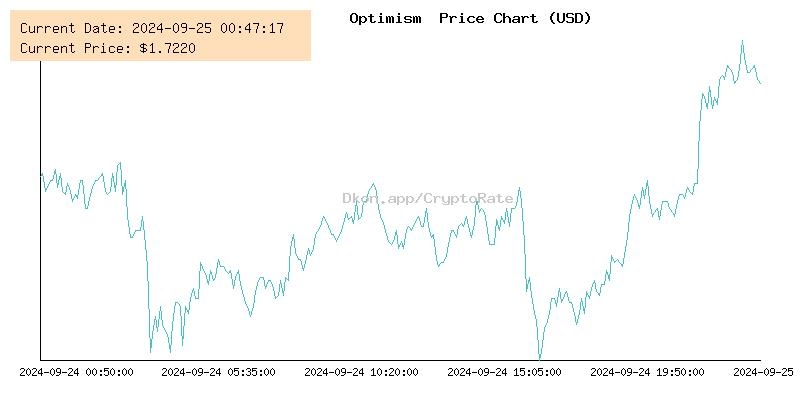 Optimism  Price Chart (USD)
Current Date: 2024-09-25 00:47:17
Current Price: $1.7220
Dkon.app/CryptoRate
2024-09-24 00:50:00 2024-09-24 05:35:00 2024-09-24 10:20:00 2024-09-24 15:05:00 2024-09-24 19:50:00 2024-09-25